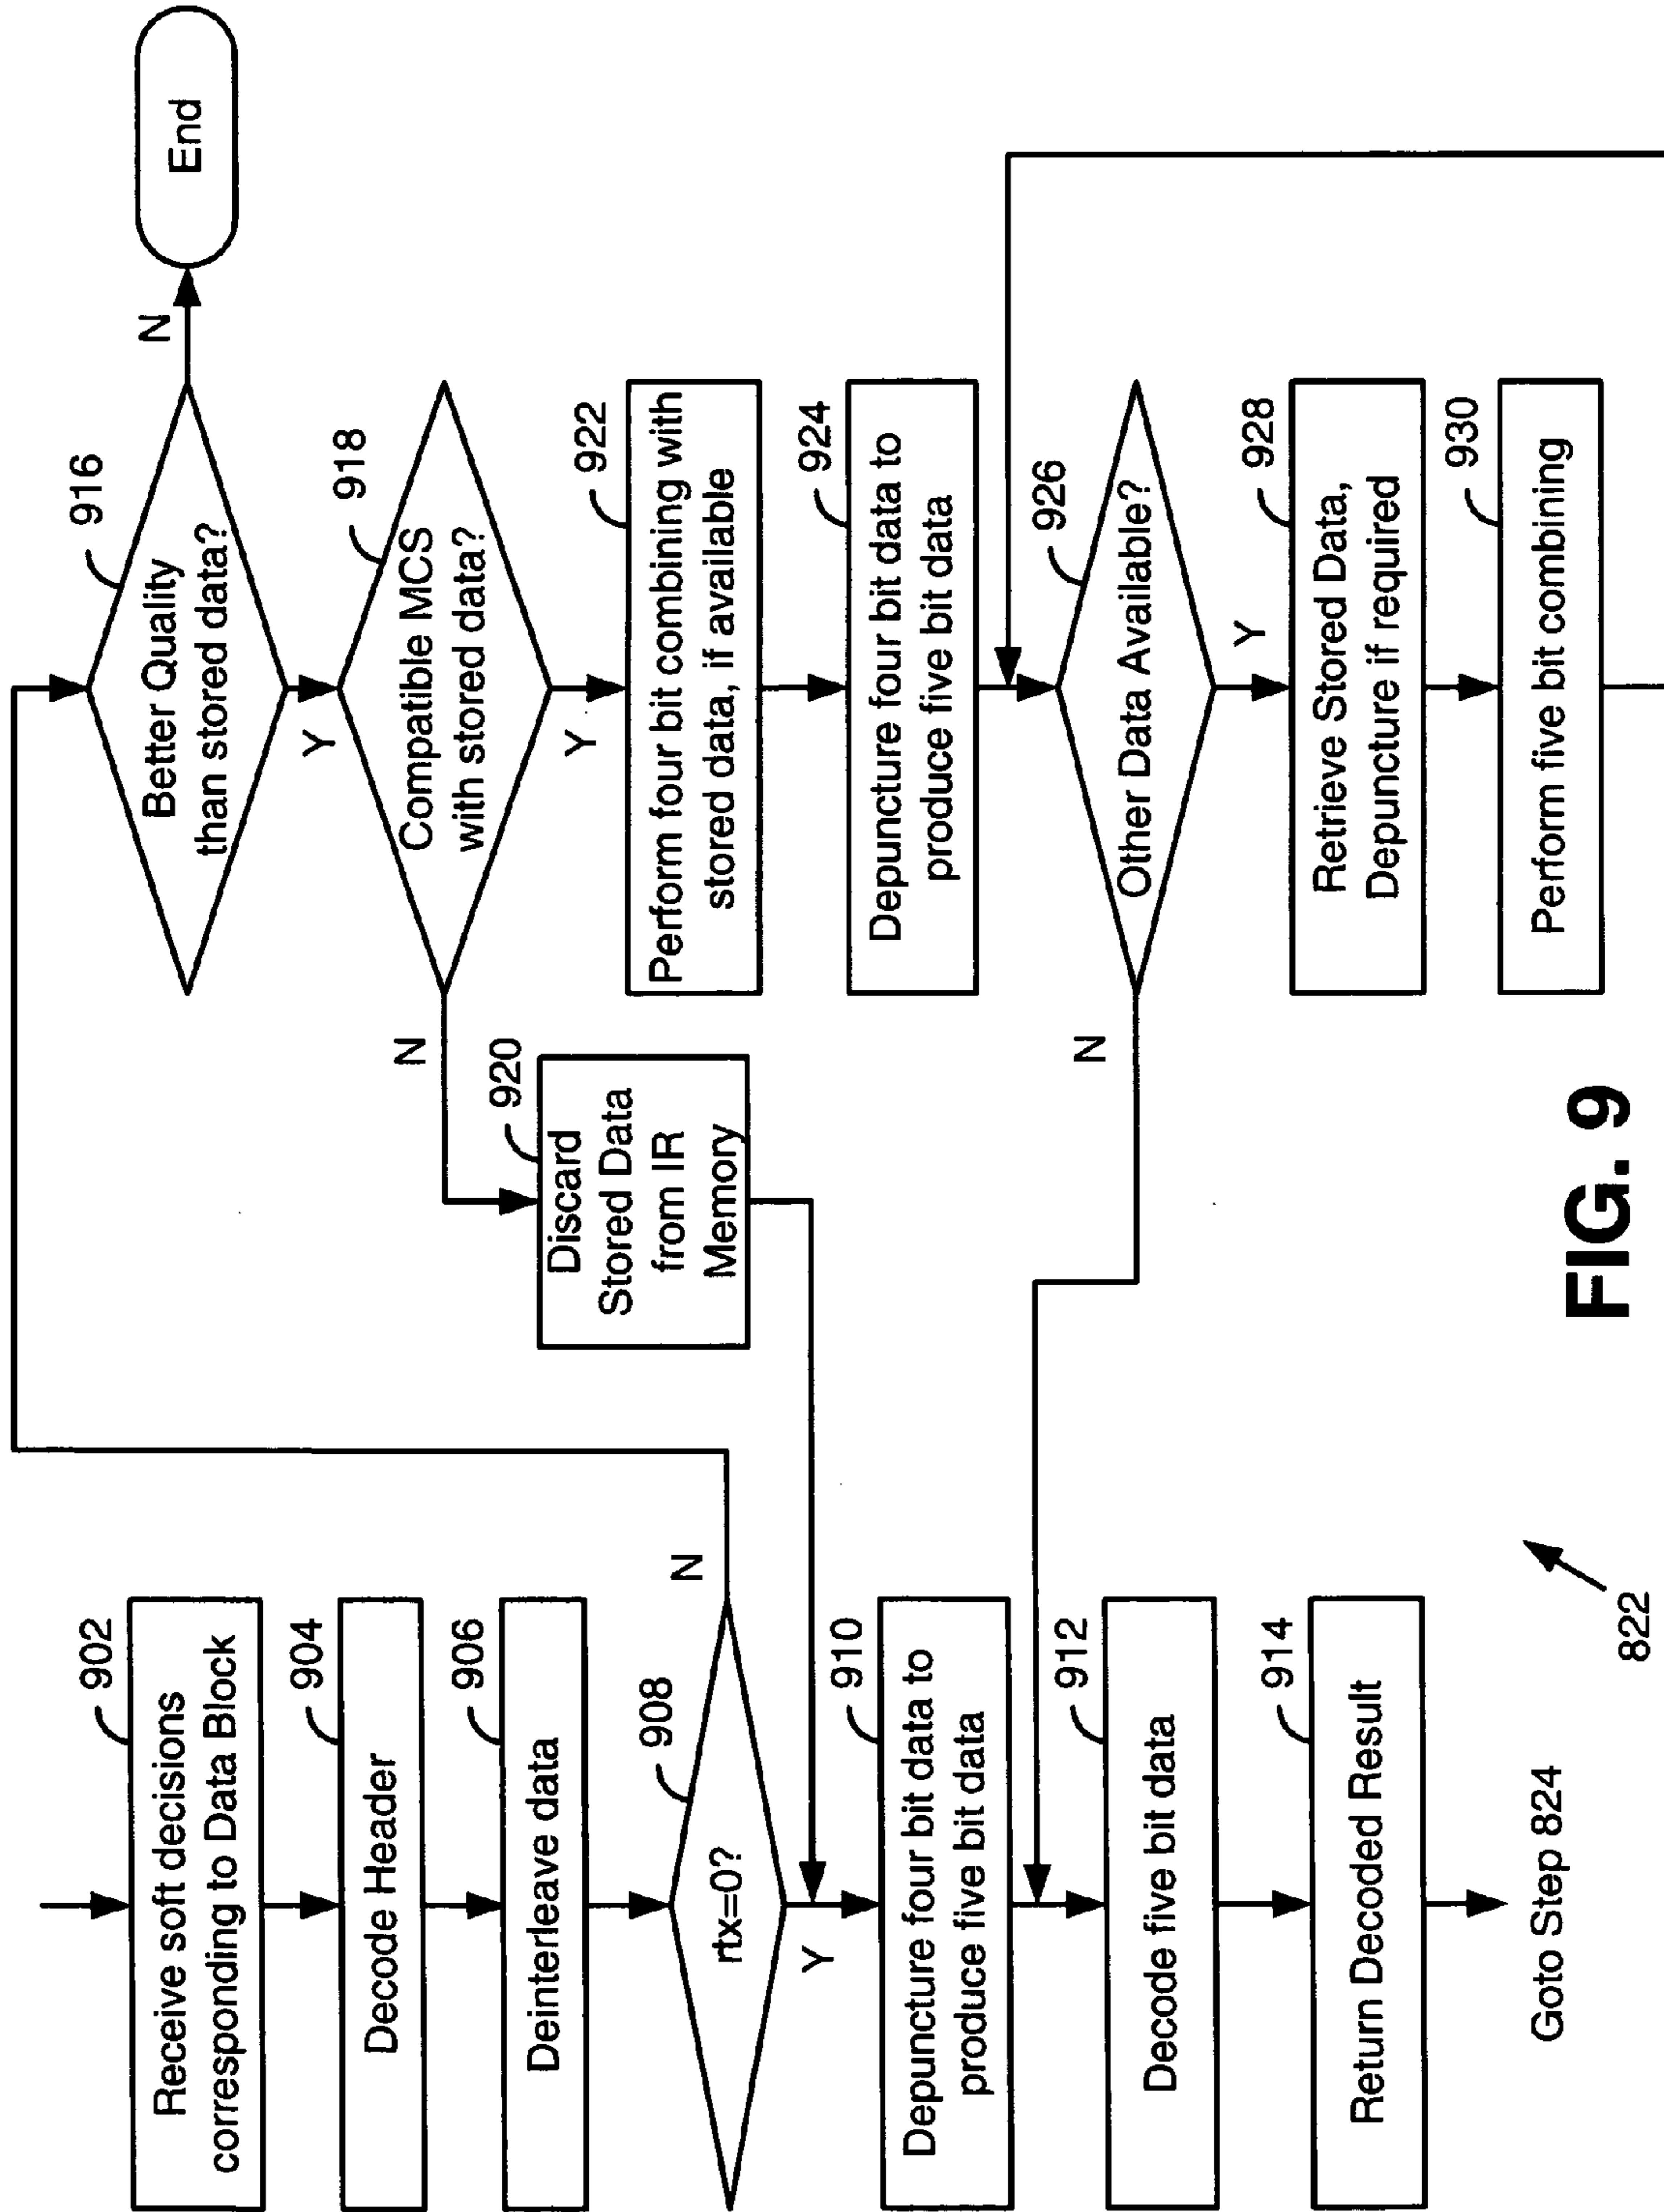 902
Receive soft decisions
corresponding to Data Block
904
Decode Header
906
Deinterleave data
908
rtx=0?
N
Y
910
Depuncture four bit data to
produce five bit data
912
Decode five bit data
914
Return Decoded Result
Goto Step 824
822
916
Better Quality
than stored data?
N
End
Y
918
Compatible MCS
with stored data?
N
920
Discard
Stored Data
from IR
Memory
Y
922
Perform four bit combining with
stored data, if available
924
Depuncture four bit data to
produce five bit data
926
Other Data Available?
N
Y
928
Retrieve Stored Data,
Depuncture if required
930
Perform five bit combining
FIG. 9